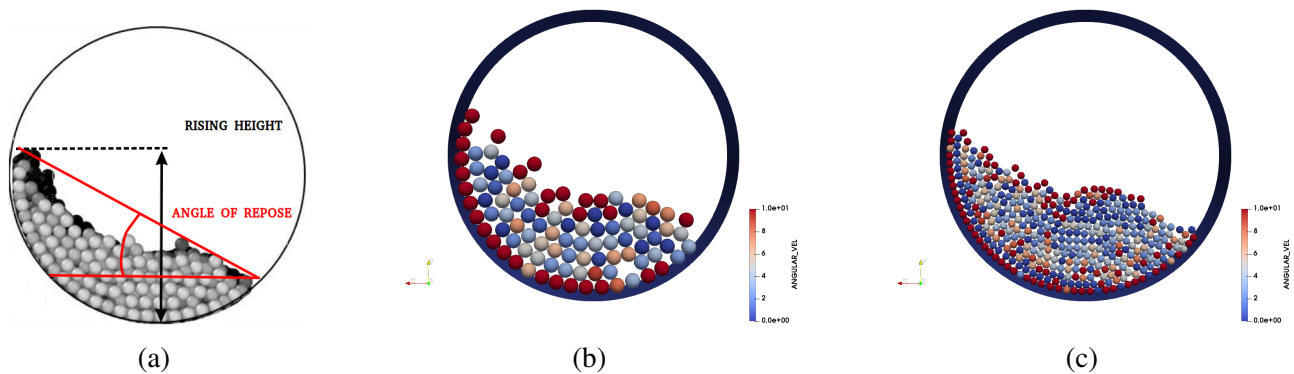 RISING HEIGHT
ANGLE OF REPOSE
(a)
1.0e+01
8
6
4
2
0.0e+00
ANGULAR_VEL
(b)
1.0e+01
8
6
4
2
0.0e+00
ANGULAR_VEL
(c)